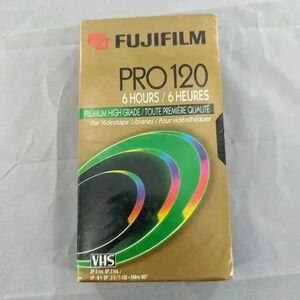 FUJIFILM
PRO 120
6 HOURS / 6 HEURES
PREMIUM HIGH GRADE / TOUTE PREMIÈRE QUALITÉ
For Videotape Libraries / Pour vidéothèques
VHS